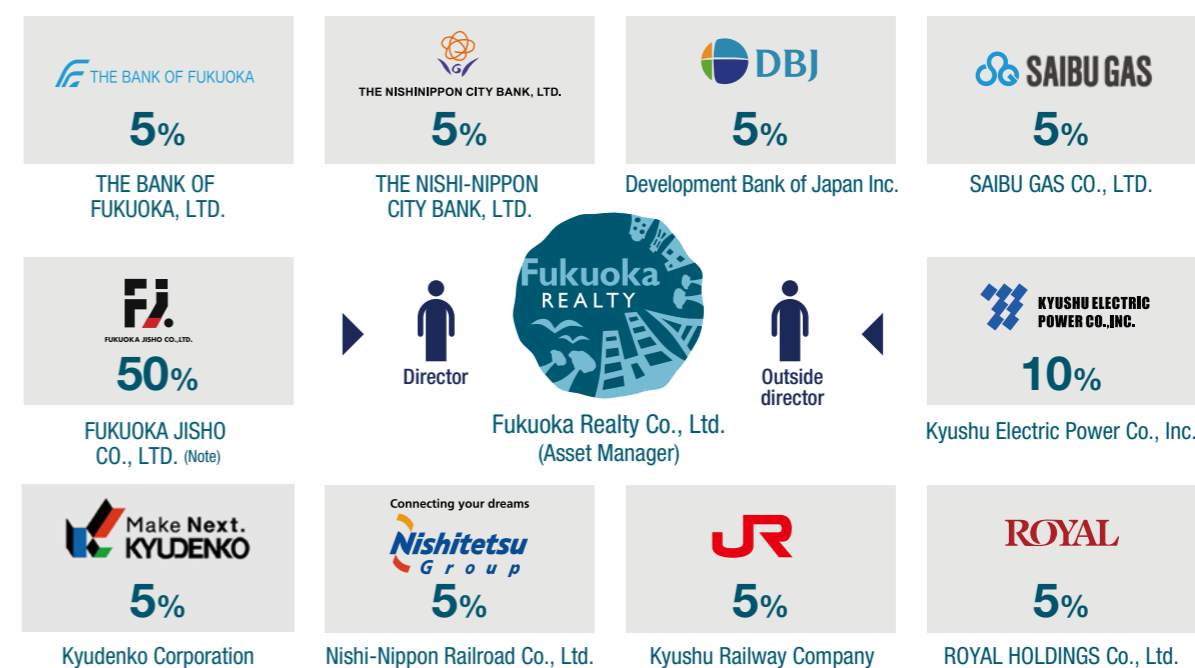 THE BANK OF FUKUOKA
5%
THE BANK OF
FUKUOKA, LTD.
THE NISHINIPPON CITY BANK, LTD.
5%
THE NISHI-NIPPON
CITY BANK, LTD.
DBJ
5%
Development Bank of Japan Inc.
SAIBU GAS
5%
SAIBU GAS CO., LTD.
FJ.
FUKUOKA JISHO CO.,LTD.
50%
FUKUOKA JISHO
CO., LTD. (Note)
Director
Fukuoka
REALTY
Fukuoka Realty Co., Ltd.
(Asset Manager)
Outside
director
KYUSHU ELECTRIC
POWER CO.,INC.
10%
Kyushu Electric Power Co., Inc.
Make Next.
KYUDENKO
5%
Kyudenko Corporation
Connecting your dreams
Nishitetsu
Group
5%
Nishi-Nippon Railroad Co., Ltd.
JR
5%
Kyushu Railway Company
ROYAL
5%
ROYAL HOLDINGS Co., Ltd.